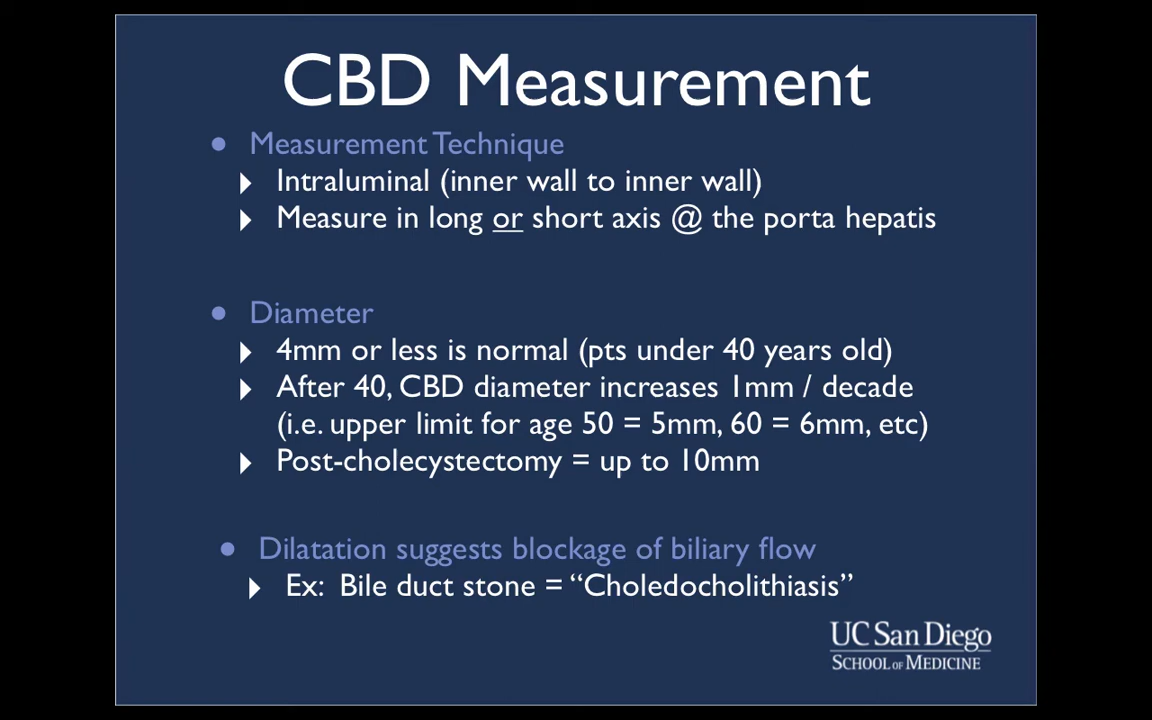 CBD Measurement
● Measurement Technique
Intraluminal (inner wall to inner wall)
Measure in long or short axis @ the porta hepatis
● Diameter
4mm or less is normal (pts under 40 years old)
After 40, CBD diameter increases 1mm / decade
(i.e. upper limit for age 50 = 5mm, 60 = 6mm, etc)
Post-cholecystectomy = up to 10mm
● Dilatation suggests blockage of biliary flow
Ex: Bile duct stone = “Choledocholithiasis”
UC San Diego
SCHOOL OF MEDICINE